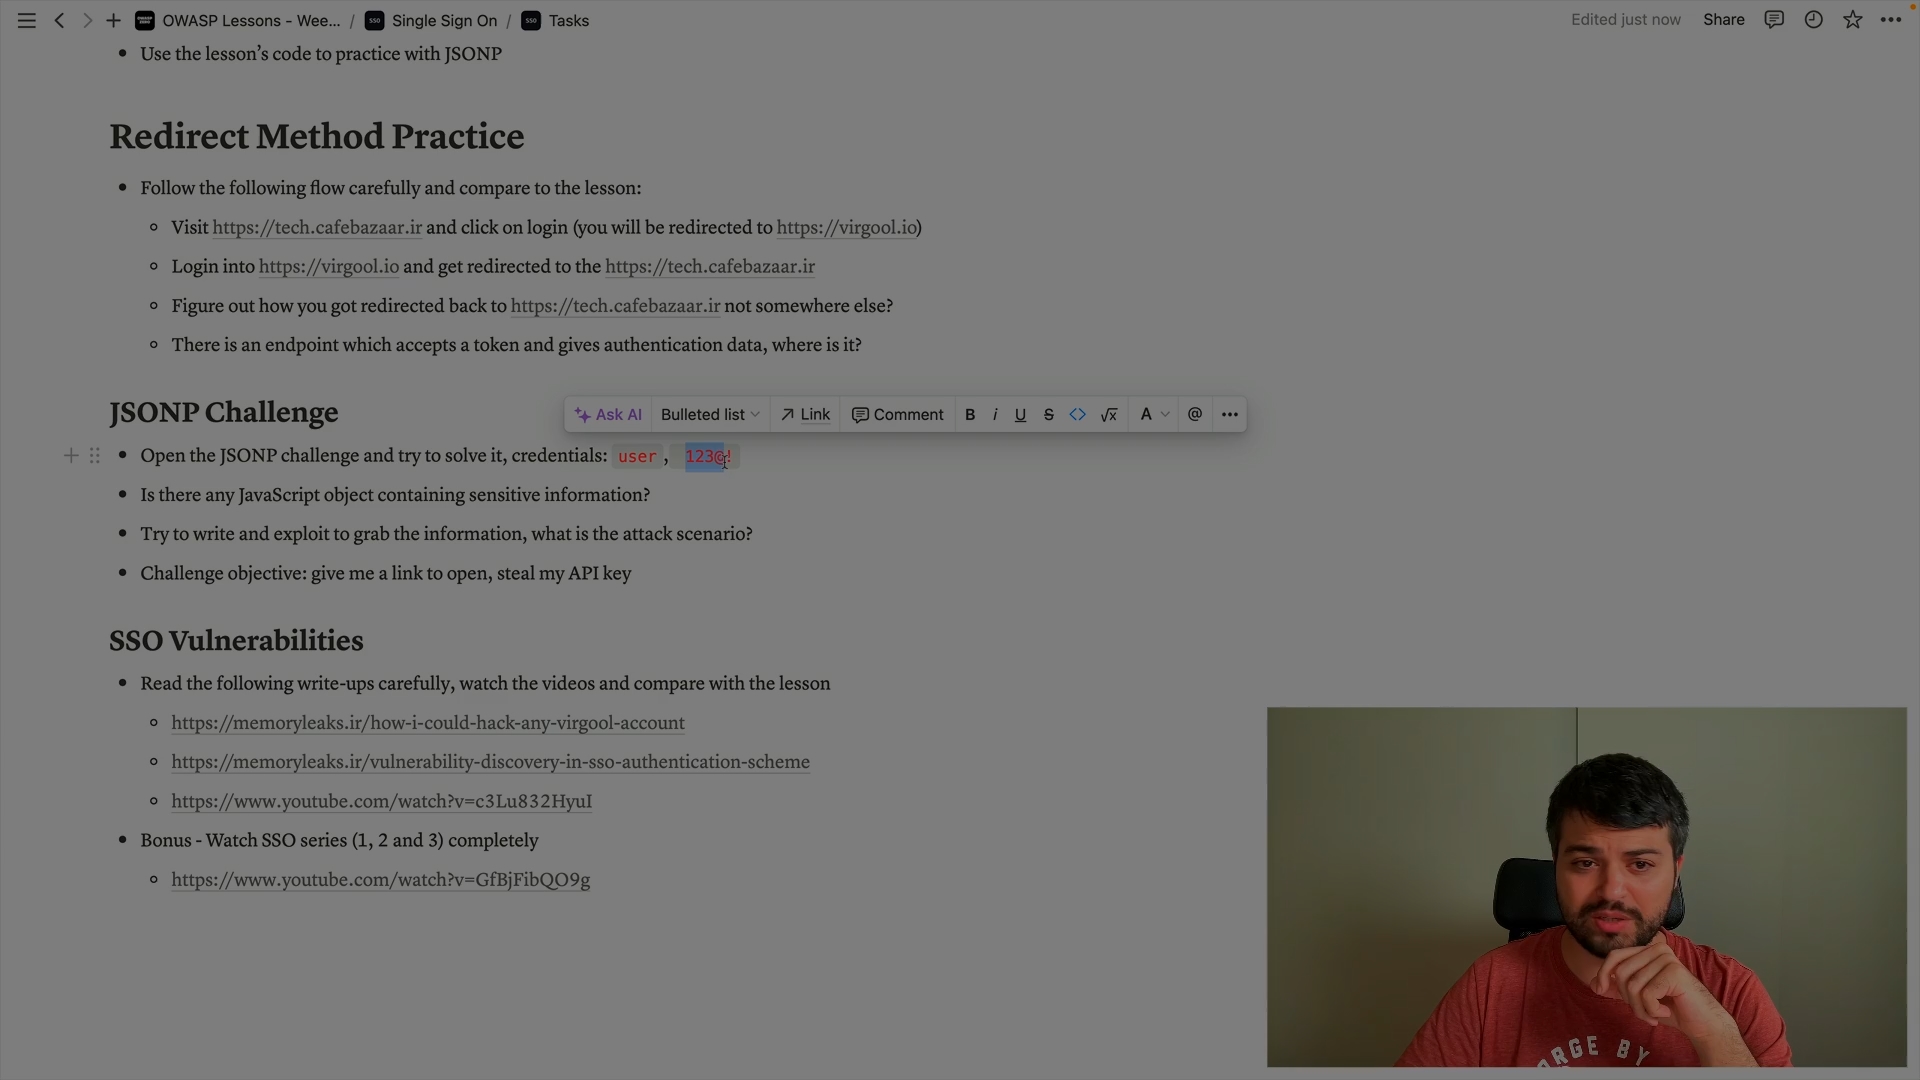 OWASP Lessons - Wee... / Single Sign On / Tasks
Edited just now Share
Use the lesson's code to practice with JSONP
Redirect Method Practice
Follow the following flow carefully and compare to the lesson:
Visit https://tech.cafebazaar.ir and click on login (you will be redirected to https://virgool.io)
Login into https://virgool.io and get redirected to the https://tech.cafebazaar.ir
Figure out how you got redirected back to https://tech.cafebazaar.ir not somewhere else?
There is an endpoint which accepts a token and gives authentication data, where is it?
JSONP Challenge
Ask AI Bulleted list Link Comment B i U S <> √x A @ •••
Open the JSONP challenge and try to solve it, credentials: user, 123@!
Is there any JavaScript object containing sensitive information?
Try to write and exploit to grab the information, what is the attack scenario?
Challenge objective: give me a link to open, steal my API key
SSO Vulnerabilities
Read the following write-ups carefully, watch the videos and compare with the lesson
https://memoryleaks.ir/how-i-could-hack-any-virgool-account
https://memoryleaks.ir/vulnerability-discovery-in-sso-authentication-scheme
https://www.youtube.com/watch?v=c3Lu832HyuI
Bonus - Watch SSO series (1, 2 and 3) completely
https://www.youtube.com/watch?v=GfBjFibQO9g